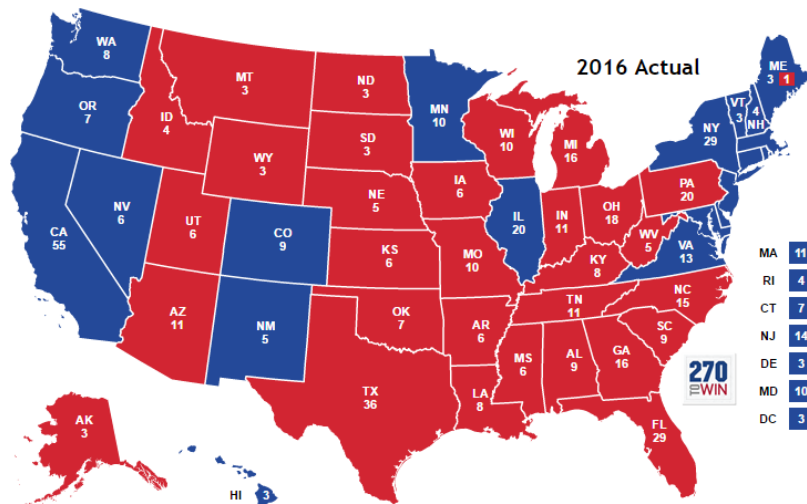 2016 Actual
WA
8
OR
7
CA
55
NV
6
ID
4
MT
3
WY
3
UT
6
AZ
11
CO
9
NM
5
ND
3
SD
3
NE
5
KS
6
OK
7
TX
36
MN
10
IA
6
MO
10
AR
6
LA
8
WI
10
IL
20
MI
16
IN
11
OH
18
KY
8
TN
11
MS
6
AL
9
GA
16
FL
29
SC
9
NC
15
VA
13
WV
5
PA
20
NY
29
VT
3
4
NH
ME
3 1
MA 11
RI 4
CT 7
NJ 14
DE 3
MD 10
DC 3
270
TO WIN
AK
3
HI 3